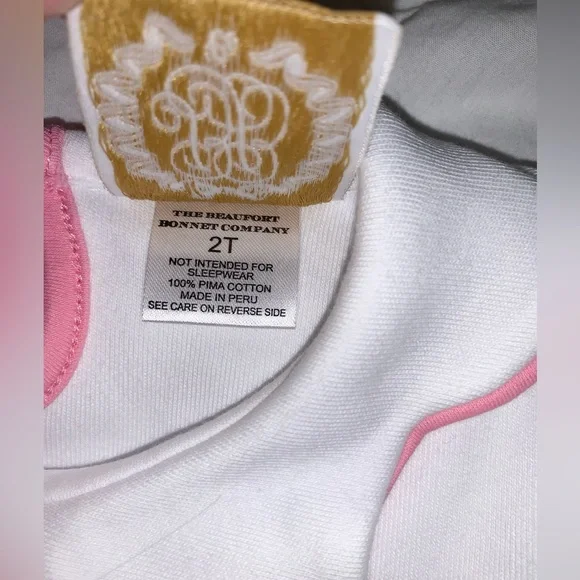 THE BEAUFORT
BONNET COMPANY
2T
NOT INTENDED FOR
SLEEPWEAR
100% PIMA COTTON
MADE IN PERU
SEE CARE ON REVERSE SIDE